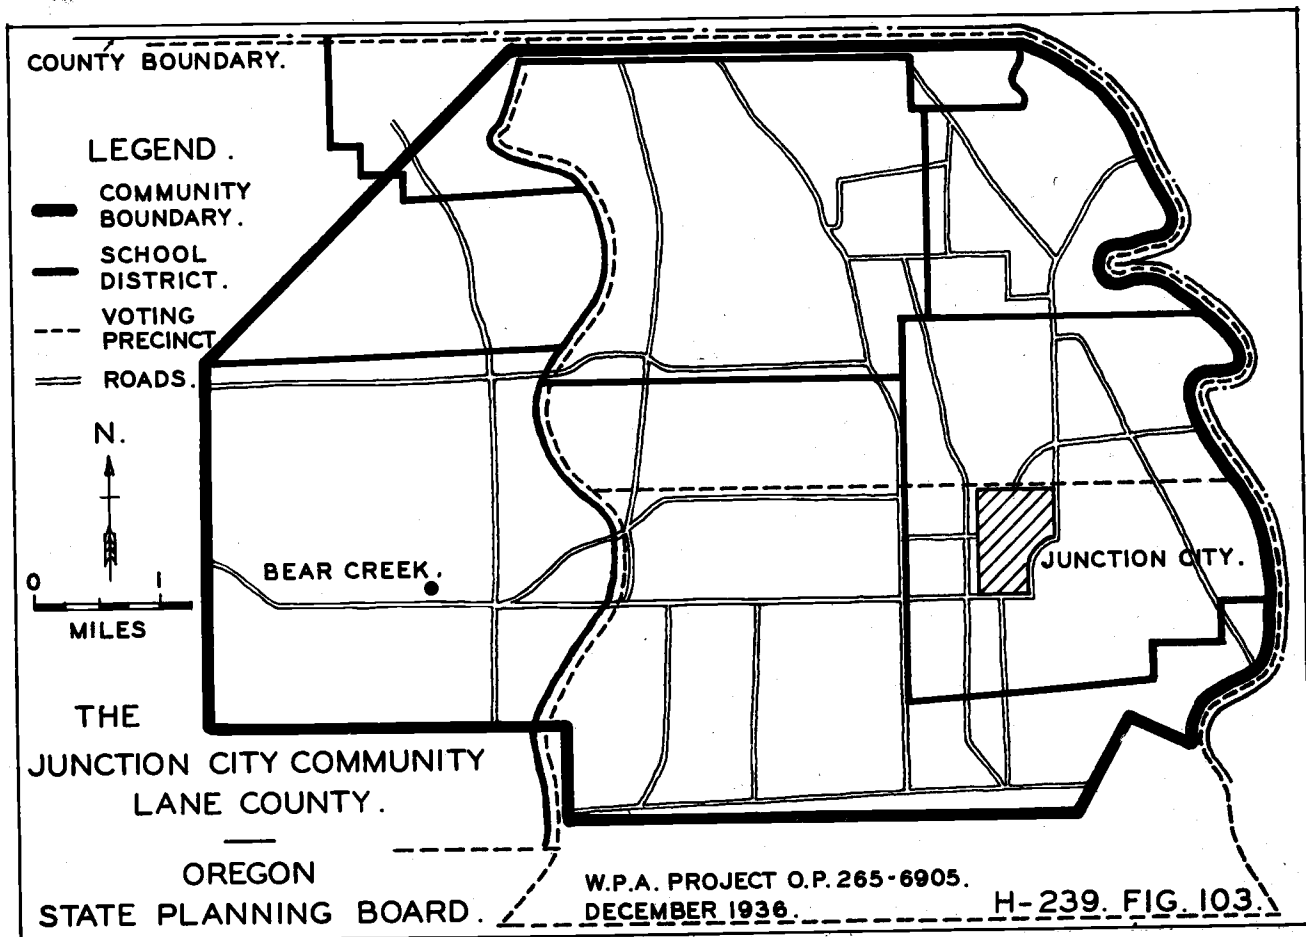 COUNTY BOUNDARY.
LEGEND.
COMMUNITY
BOUNDARY.
SCHOOL
DISTRICT.
VOTING
PRECINCT
ROADS.
N.
0 1
MILES
BEAR CREEK.
JUNCTION CITY.
THE
JUNCTION CITY COMMUNITY
LANE COUNTY.
OREGON
STATE PLANNING BOARD.
W.P.A. PROJECT O.P. 265-6905.
DECEMBER 1936.
H-239. FIG. 103.